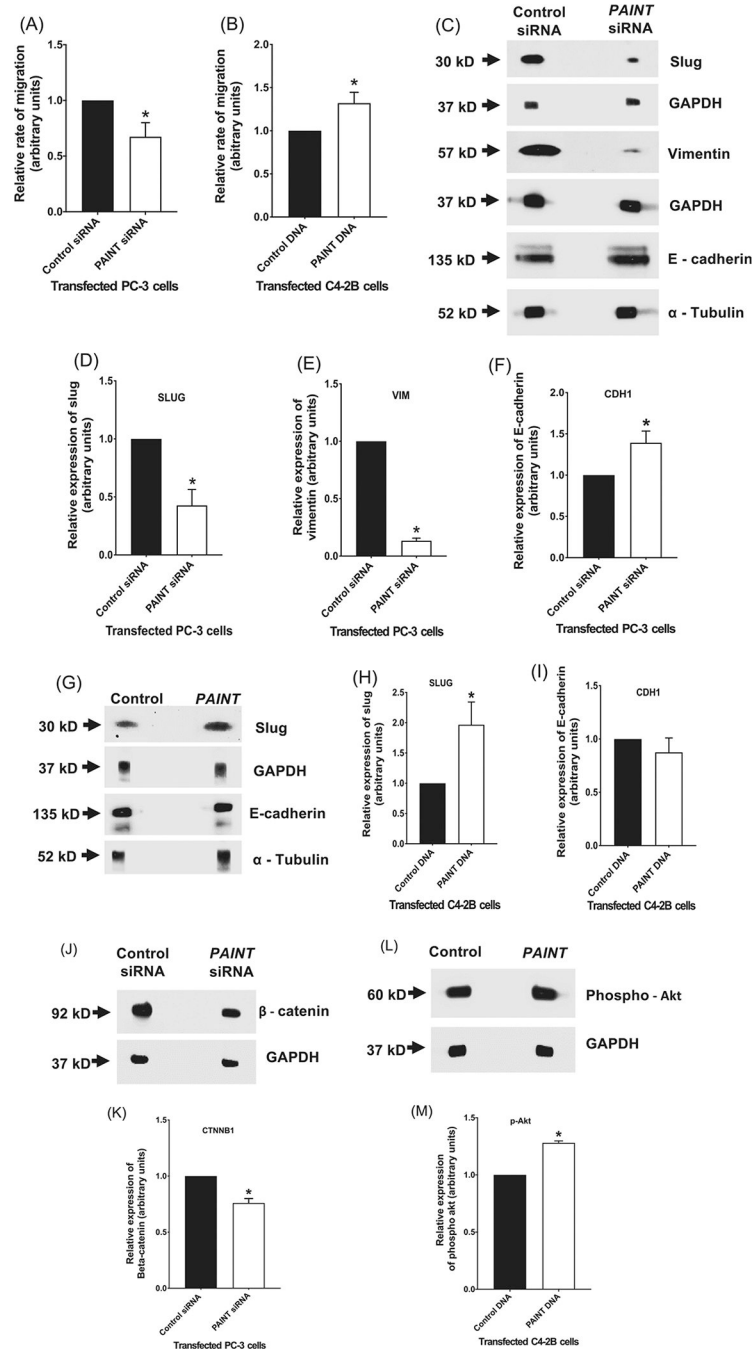 (A)
Relative rate of migration
(arbitrary units)
1.5
1.0
0.5
0.0
*
Control siRNA
PAINT siRNA
Transfected PC-3 cells
(B)
Relative rate of migration
(abitrary units)
2.0
1.5
1.0
0.5
0.0
*
Control DNA
PAINT DNA
Transfected C4-2B cells
(C)
Control
siRNA
PAINT
siRNA
30 kD
Slug
37 kD
GAPDH
57 kD
Vimentin
37 kD
GAPDH
135 kD
E - cadherin
52 kD
α - Tubulin
(D)
Relative expression of slug
(arbitrary units)
SLUG
1.5
1.0
0.5
0.0
*
Control siRNA
PAINT siRNA
Transfected PC-3 cells
(E)
Relative expression of
vimentin (arbitrary units)
VIM
1.5
1.0
0.5
0.0
*
Control siRNA
PAINT siRNA
Transfected PC-3 cells
(F)
Relative expression of E-cadherin
(arbitrary units)
CDH1
2.0
1.5
1.0
0.5
0.0
*
Control siRNA
PAINT siRNA
Transfected PC-3 cells
(G)
Control
PAINT
30 kD
Slug
37 kD
GAPDH
135 kD
E-cadherin
52 kD
α - Tubulin
(H)
Relative expression of slug
(arbitrary units)
SLUG
2.5
2.0
1.5
1.0
0.5
0.0
*
Control DNA
PAINT DNA
Transfected C4-2B cells
(I)
Relative expression of E-cadherin
(arbitrary units)
CDH1
1.5
1.0
0.5
0.0
Control DNA
PAINT DNA
Transfected C4-2B cells
(J)
Control
siRNA
PAINT
siRNA
92 kD
β - catenin
37 kD
GAPDH
(K)
Relative expression of
Beta-catenin (arbitrary units)
CTNNB1
1.5
1.0
0.5
0.0
*
Control siRNA
PAINT siRNA
Transfected PC-3 cells
(L)
Control
PAINT
60 kD
Phospho - Akt
37 kD
GAPDH
(M)
Relative expression
of phospho akt (arbitrary units)
p-Akt
1.5
1.0
0.5
0.0
*
Control DNA
PAINT DNA
Transfected C4-2B cells